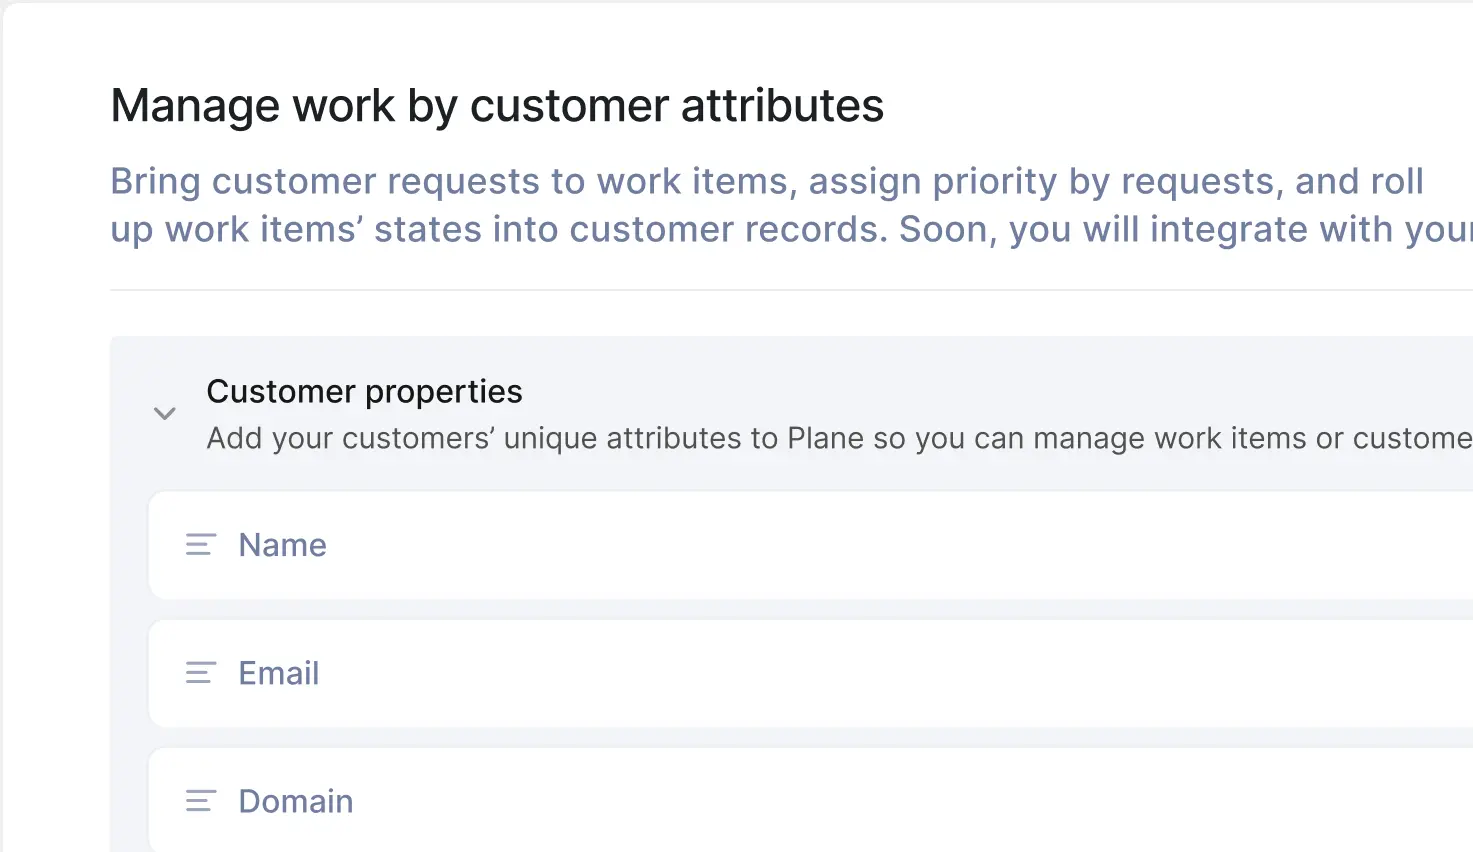 Manage work by customer attributes
Bring customer requests to work items, assign priority by requests, and roll
up work items’ states into customer records. Soon, you will integrate with your
Customer properties
Add your customers’ unique attributes to Plane so you can manage work items or custome
Name
Email
Domain